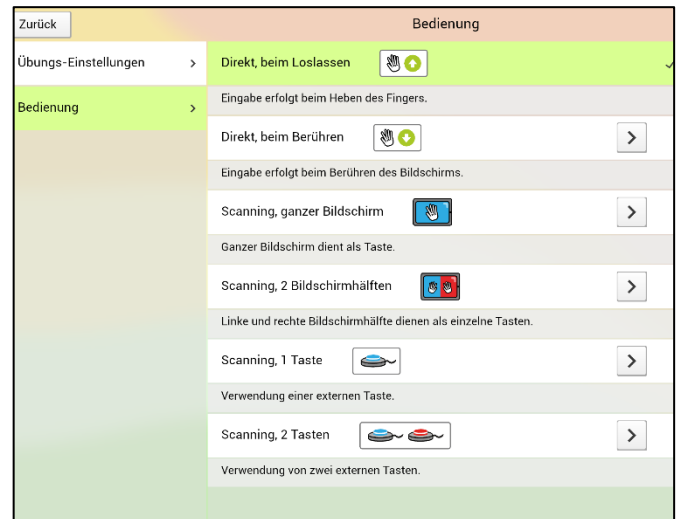 Zurück
Bedienung
Übungs-Einstellungen
Bedienung
Direkt, beim Loslassen
Eingabe erfolgt beim Heben des Fingers.
Direkt, beim Berühren
Eingabe erfolgt beim Berühren des Bildschirms.
Scanning, ganzer Bildschirm
Ganzer Bildschirm dient als Taste.
Scanning, 2 Bildschirmhälften
Linke und rechte Bildschirmhälfte dienen als einzelne Tasten.
Scanning, 1 Taste
Verwendung einer externen Taste.
Scanning, 2 Tasten
Verwendung von zwei externen Tasten.